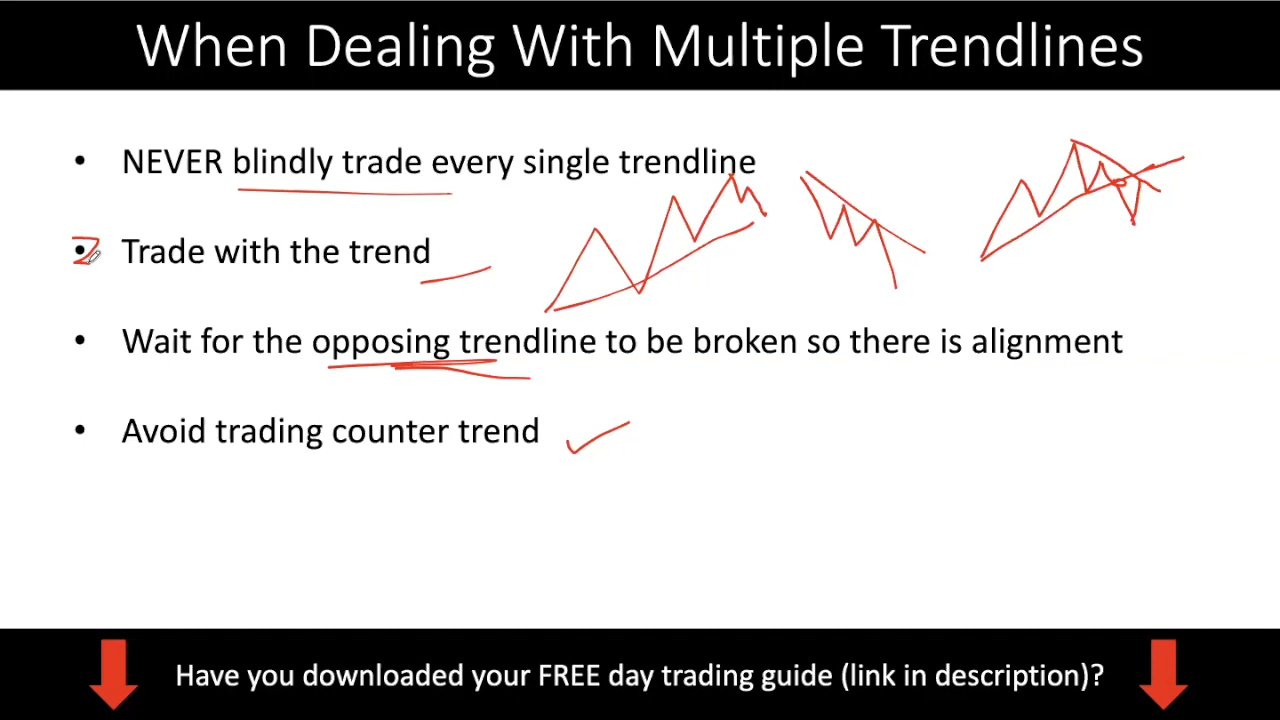 When Dealing With Multiple Trendlines
• NEVER blindly trade every single trendline
• Trade with the trend
• Wait for the opposing trendline to be broken so there is alignment
• Avoid trading counter trend
Have you downloaded your FREE day trading guide (link in description)?